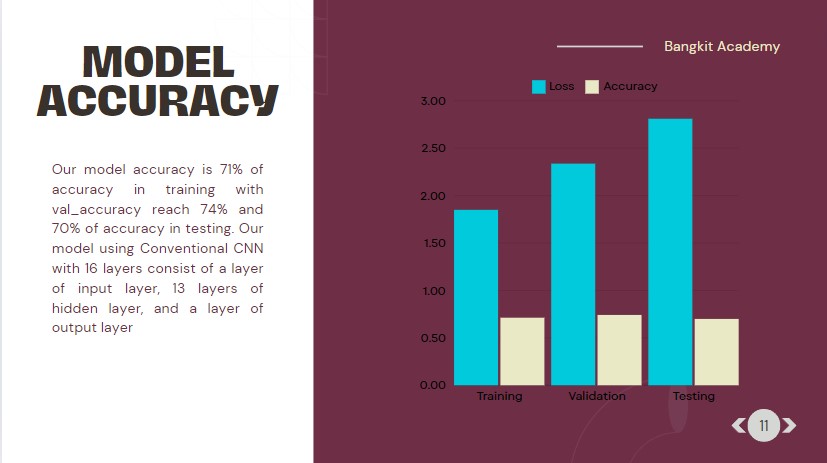 MODEL
ACCURACY
Our model accuracy is 71% of
accuracy in training with
val_accuracy reach 74% and
70% of accuracy in testing. Our
model using Conventional CNN
with 16 layers consist of a layer
of input layer, 13 layers of
hidden layer, and a layer of
output layer
Bangkit Academy
Loss Accuracy
3.00
2.50
2.00
1.50
1.00
0.50
0.00
Training Validation Testing
11